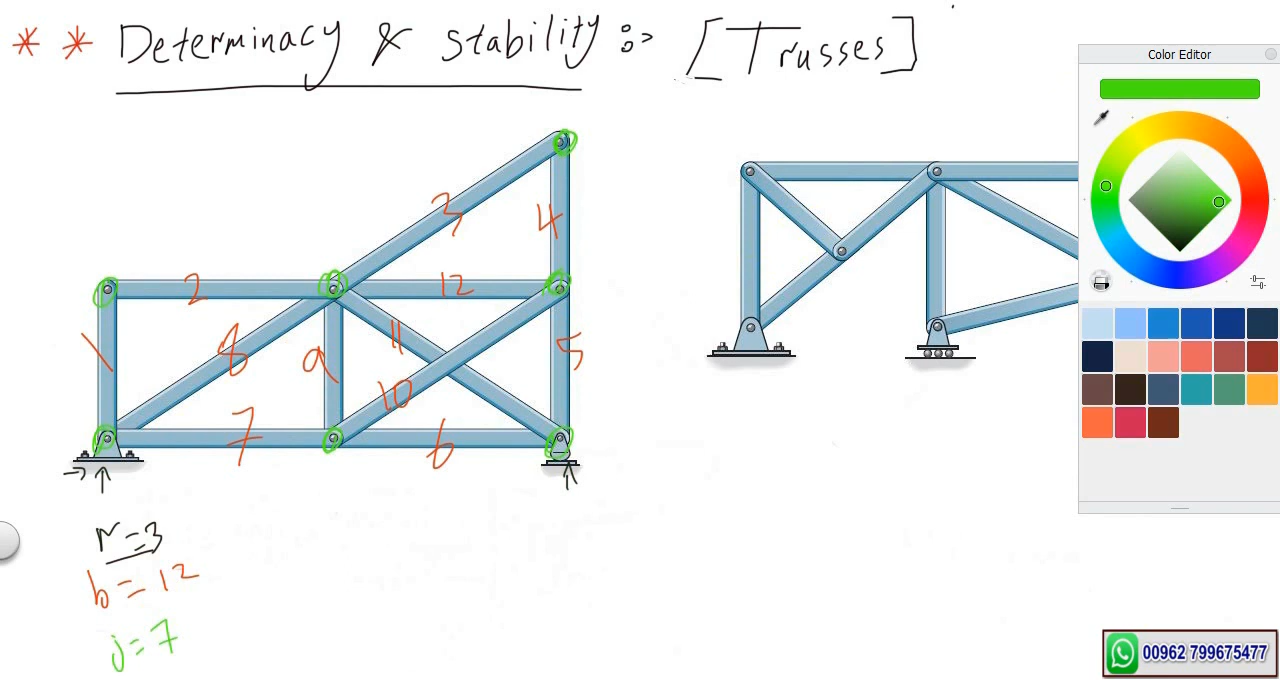 ** Determinacy & stability :- [Trusses]
Color Editor
3
4
2
12
1
8
9
11
10
5
7
6
r=3
b=12
j=7
00962 799675477